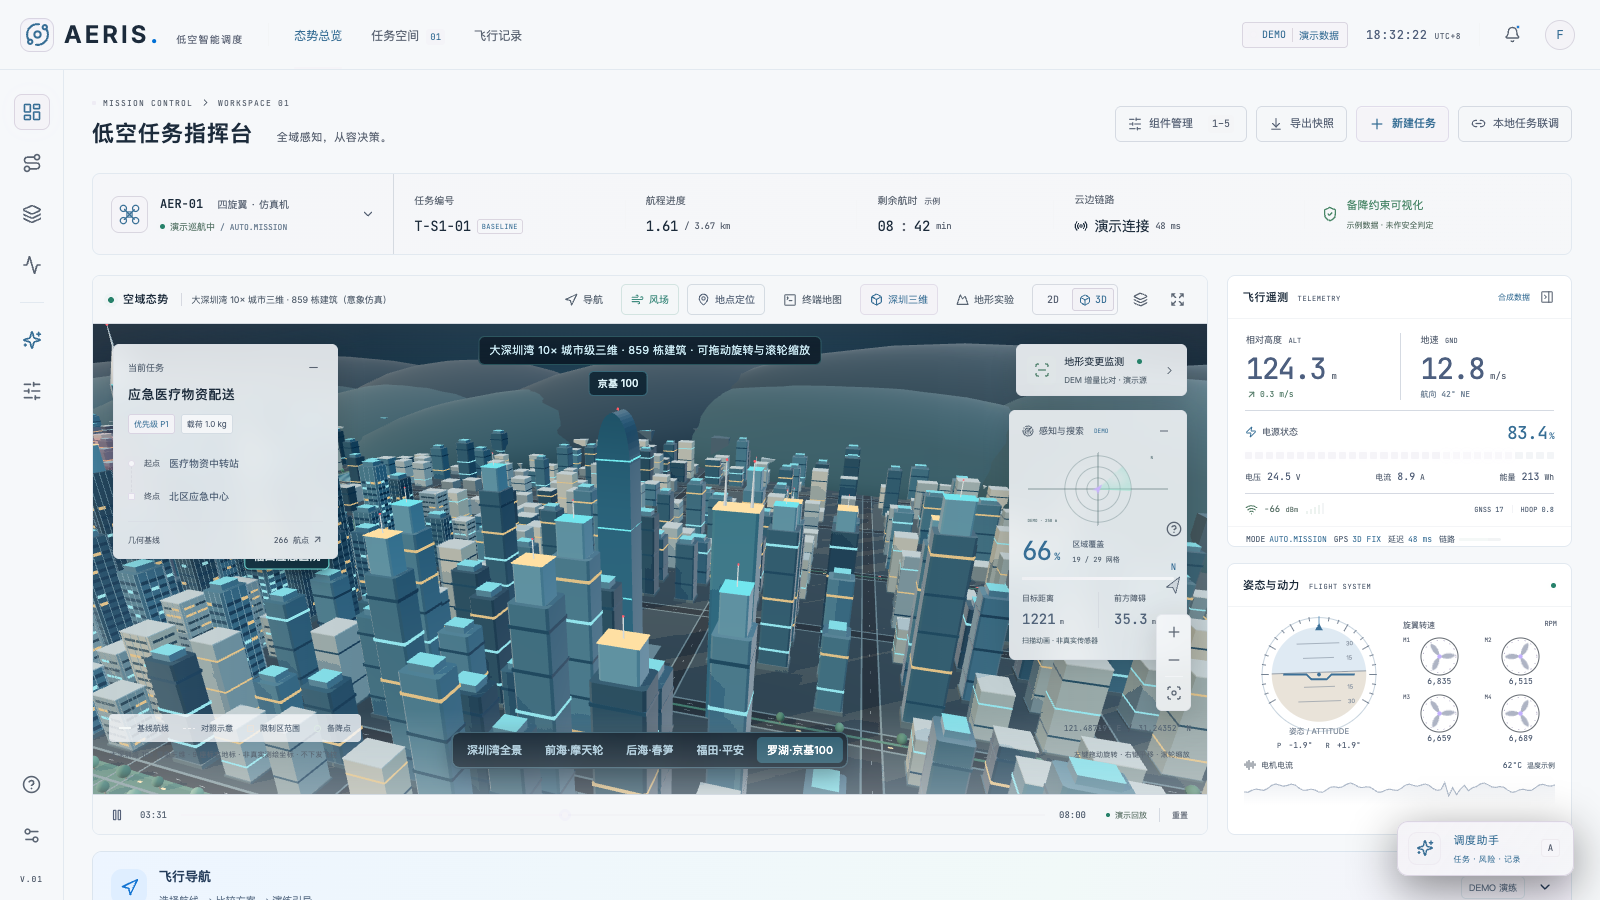 AERIS. 低空智能调度
态势总览 任务空间 01 飞行记录
DEMO 演示数据 18:32:22 UTC+8 F
MISSION CONTROL > WORKSPACE 01
低空任务指挥台 全域感知，从容决策。
组件管理 1-5 导出快照 新建任务 本地任务联调
AER-01 四旋翼 · 仿真机
演示巡航中 / AUTO.MISSION
任务编号
T-S1-01 BASELINE
航程进度
1.61 / 3.67 km
剩余航时 示例
08 : 42 min
云边链路
演示连接 48 ms
备降约束可视化
示例数据 · 未作安全判定
空域态势 大深圳湾 10× 城市三维 · 859 栋建筑（意象仿真）
导航 风场 地点定位 终端地图 深圳三维 地形实验 2D 3D
大深圳湾 10× 城市级三维 · 859 栋建筑 · 可拖动旋转与滚轮缩放
京基 100
当前任务
应急医疗物资配送
优先级 P1 载荷 1.0 kg
起点 医疗物资中转站
终点 北区应急中心
几何基线 266 航点
地形变更监测
DEM 增量比对 · 演示源
感知与搜索 DEMO
66% 区域覆盖
19 / 29 网格
N
目标距离 前方障碍
1221 m 35.3 m
扫描动画 · 非真实传感器
基线航线 对照示意 限制区范围 备降点
深圳湾全景 前海·摩天轮 后海·春笋 福田·平安 罗湖·京基100
03:31 08:00 演示回放 重置
飞行遥测 TELEMETRY 合成数据
相对高度 ALT 地速 GND
124.3 m 12.8 m/s
0.3 m/s 航向 42° NE
电源状态 83.4%
电压 24.5 V 电流 8.9 A 能量 213 Wh
-66 dBm GNSS 17 HDOP 0.8
MODE AUTO.MISSION GPS 3D FIX 延迟 48 ms 链路
姿态与动力 FLIGHT SYSTEM
旋翼转速 RPM
M1 M2
6,835 6,515
M3 M4
6,659 6,689
30
15
15
30
姿态 / ATTITUDE
P -1.9° R +1.9°
电机电流 62°C 温度示例
调度助手 A
任务 · 风险 · 记录
飞行导航
DEMO 演练
V.01